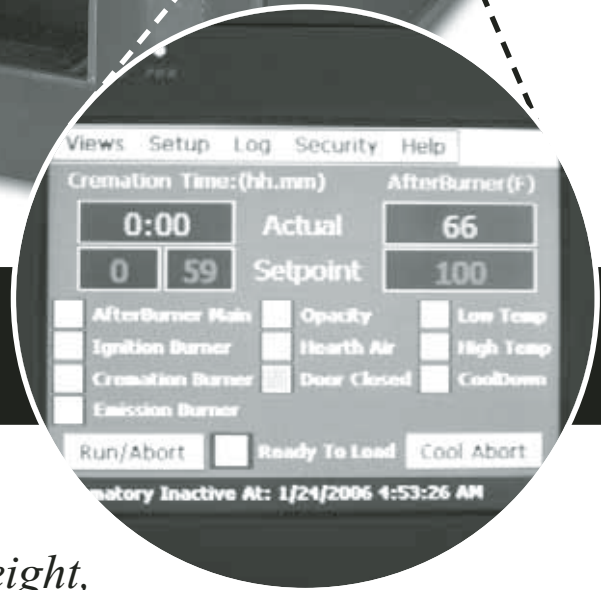 Views Setup Log Security Help
Cremation Time:(hh.mm) AfterBurner(F)
0:00 Actual 66
0 59 Setpoint 100
AfterBurner Main Opacity Low Temp
Ignition Burner Hearth Air High Temp
Cremation Burner Door Closed CoolDown
Emission Burner
Run/Abort Ready To Load Cool Abort
matory Inactive At: 1/24/2006 4:53:26 AM
eight,